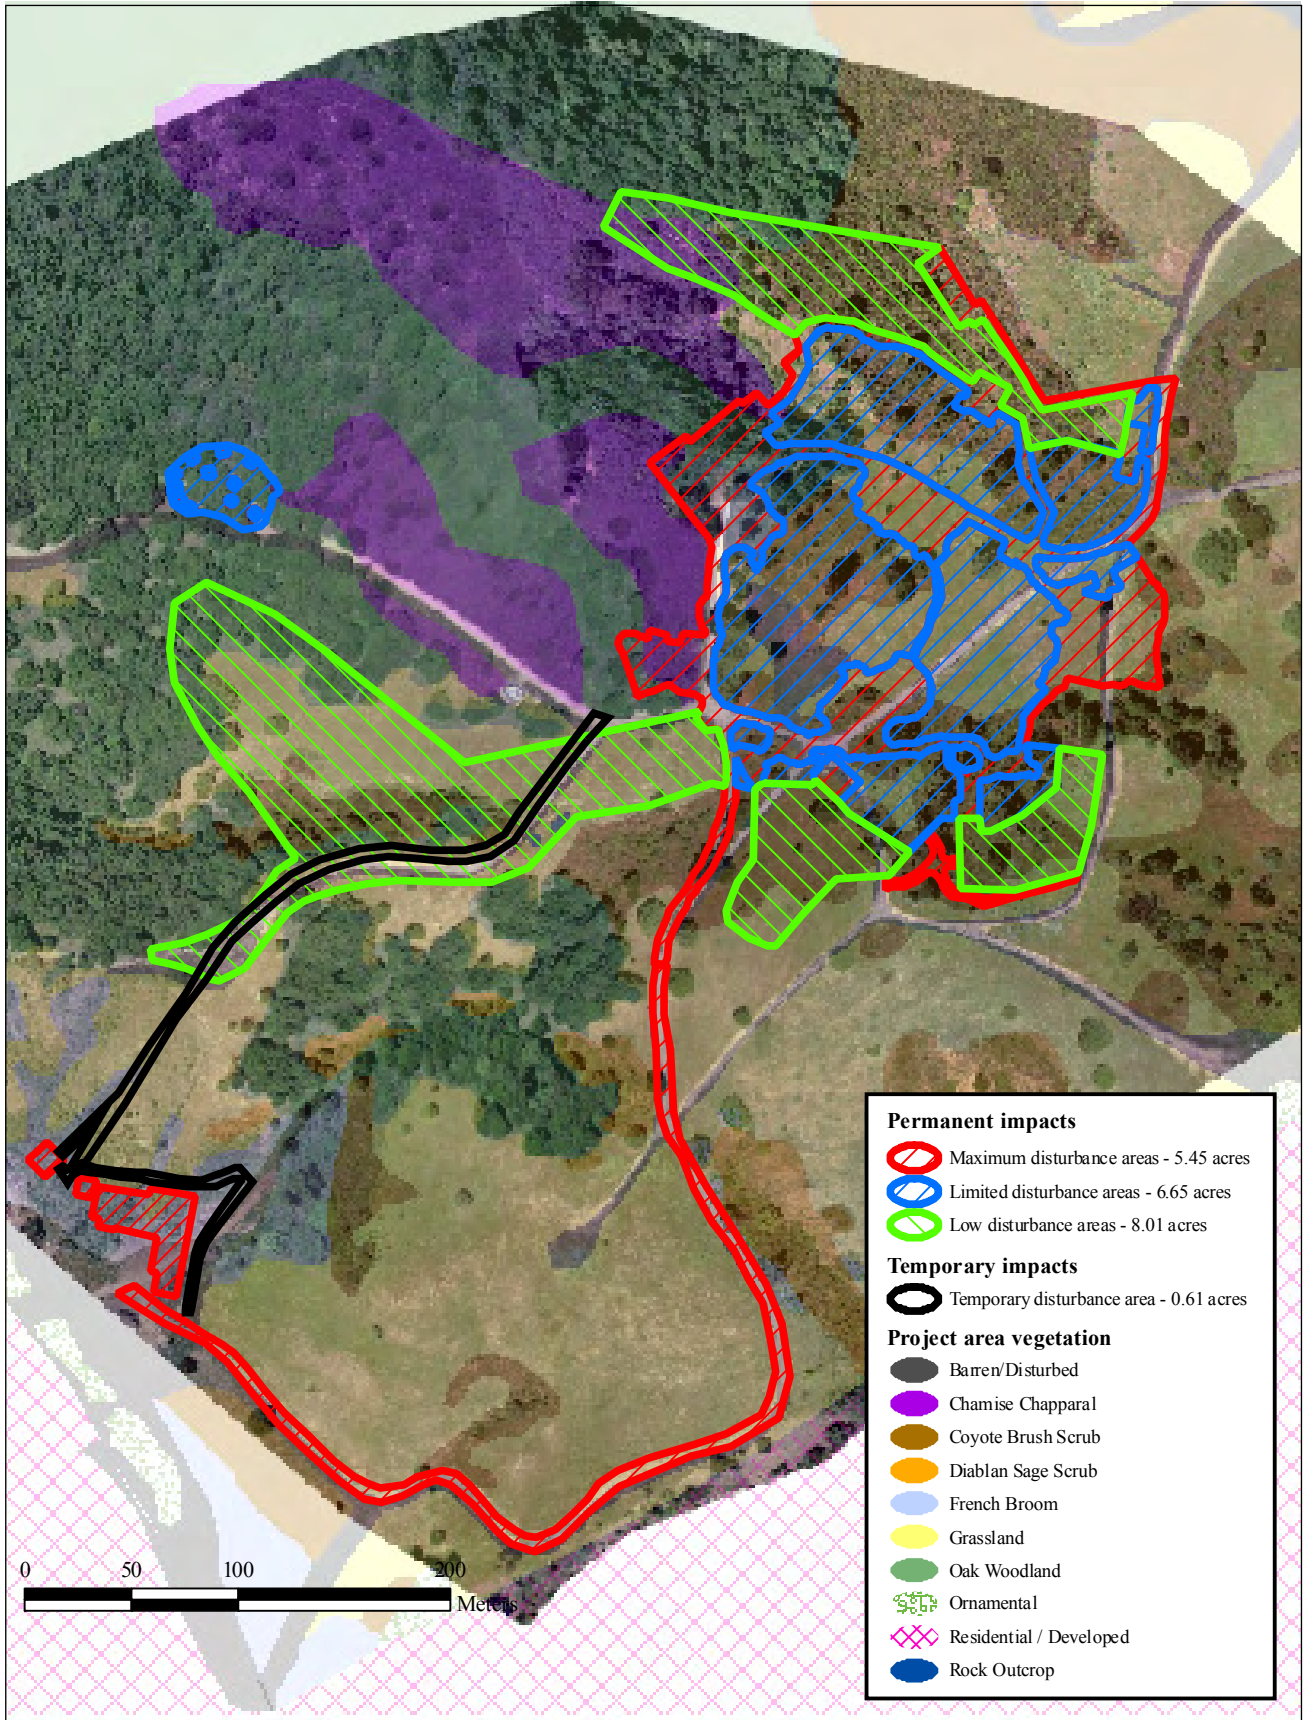 Permanent impacts
Maximum disturbance areas - 5.45 acres
Limited disturbance areas - 6.65 acres
Low disturbance areas - 8.01 acres
Temporary impacts
Temporary disturbance area - 0.61 acres
Project area vegetation
Barren/Disturbed
Chamise Chapparal
Coyote Brush Scrub
Diablan Sage Scrub
French Broom
Grassland
Oak Woodland
Ornamental
Residential / Developed
Rock Outcrop
0 50 100 200
Meters